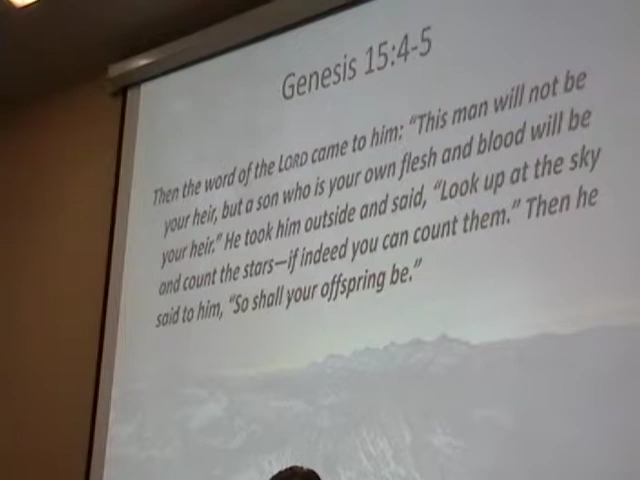 Genesis 15:4-5
Then the word of the LORD came to him: “This man will not be
your heir, but a son who is your own flesh and blood will be
your heir.” He took him outside and said, “Look up at the sky
and count the stars—if indeed you can count them.” Then he
said to him, “So shall your offspring be.”